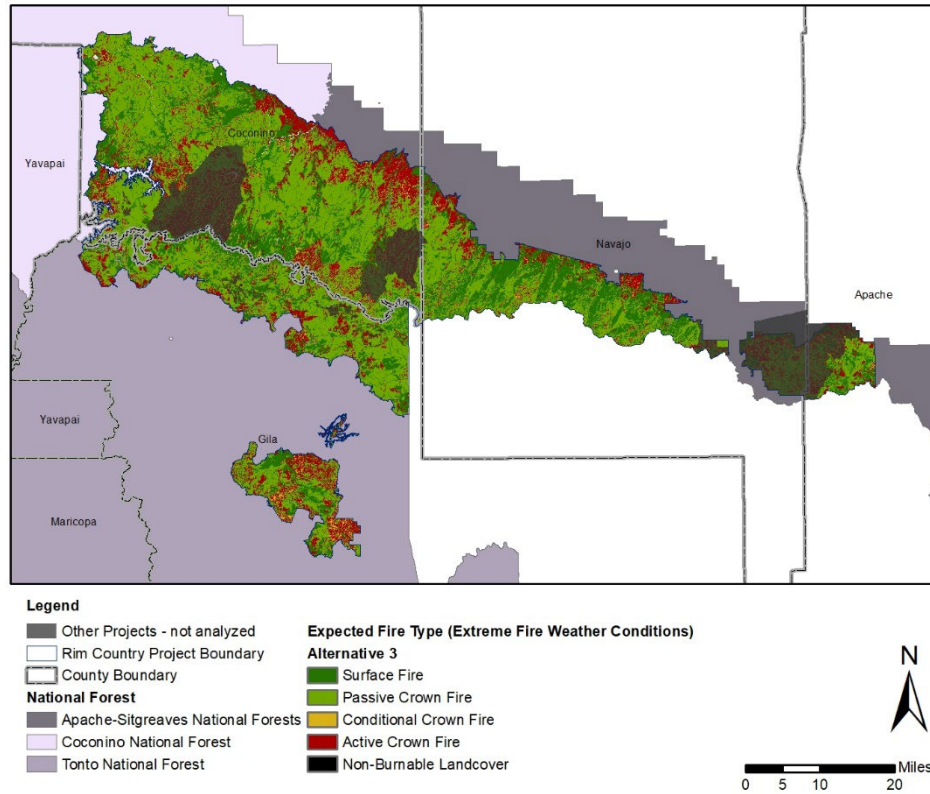 Coconino
Yavapai
Navajo
Apache
Yavapai
Gila
Maricopa
Legend
Other Projects - not analyzed
Rim Country Project Boundary
County Boundary
National Forest
Apache-Sitgreaves National Forests
Coconino National Forest
Tonto National Forest
Expected Fire Type (Extreme Fire Weather Conditions)
Alternative 3
Surface Fire
Passive Crown Fire
Conditional Crown Fire
Active Crown Fire
Non-Burnable Landcover
N
Miles
0 5 10 20